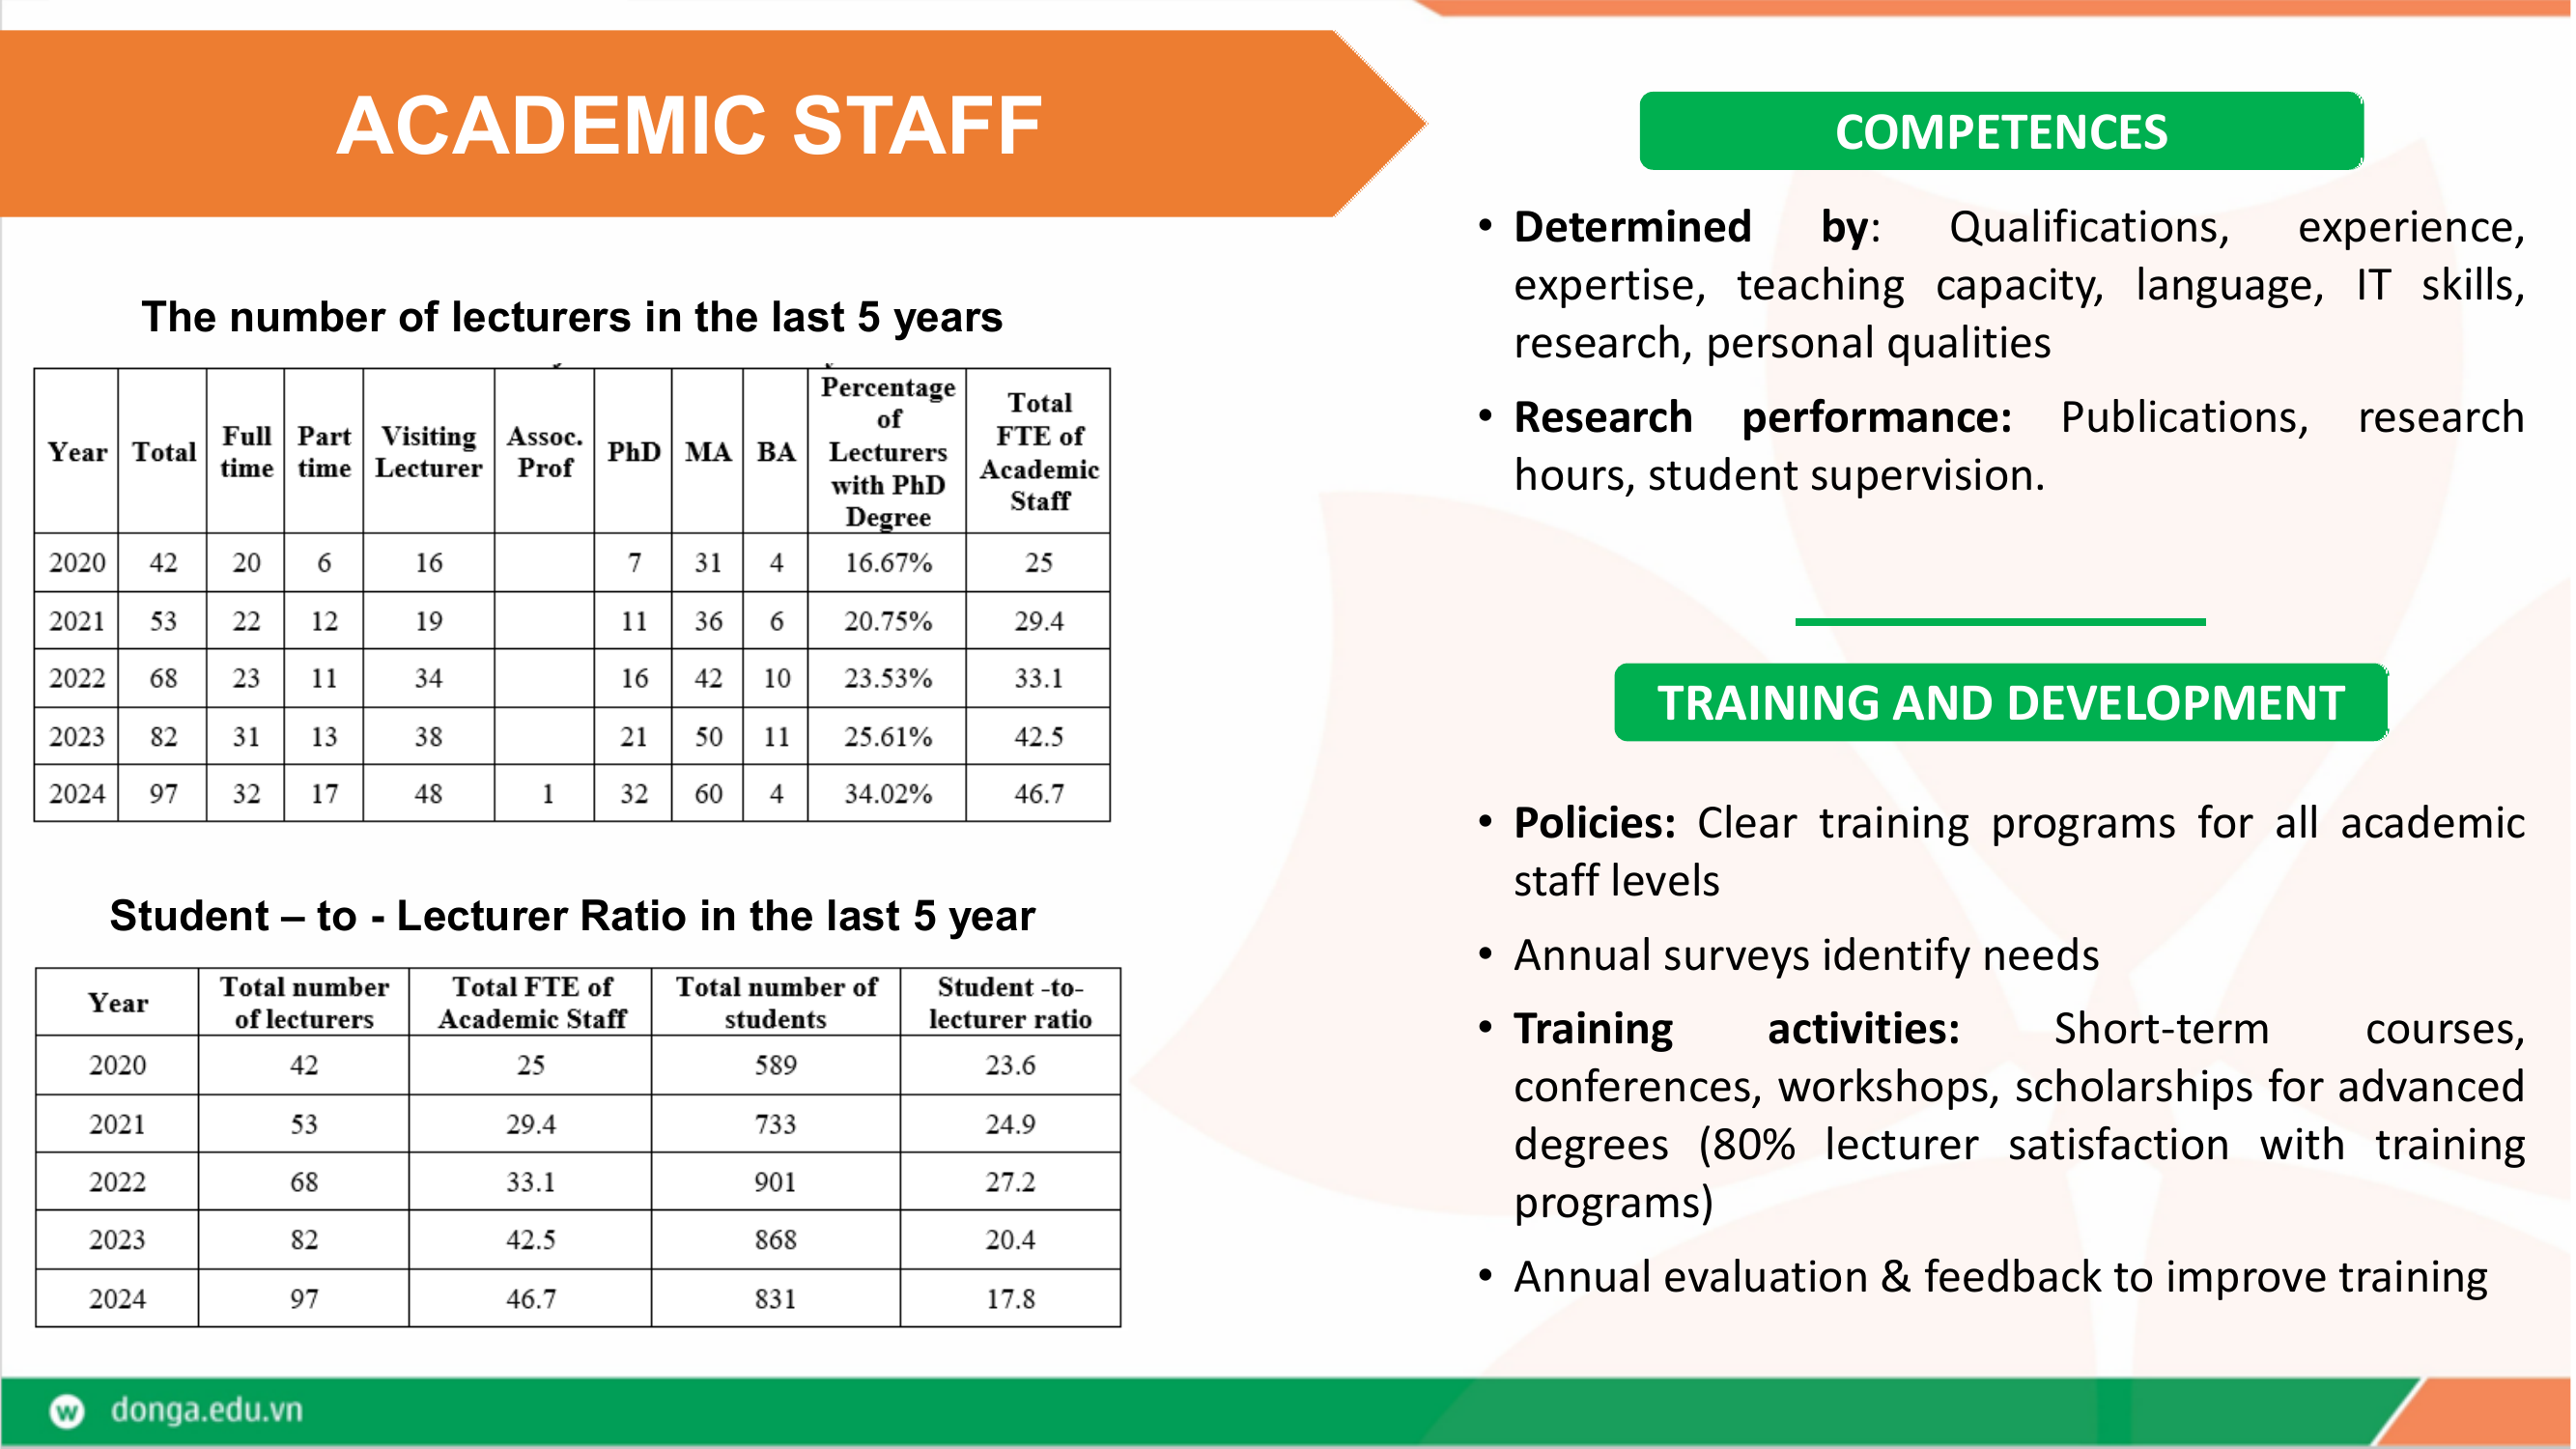 ACADEMIC STAFF
The number of lecturers in the last 5 years
Year Total Full time Part time Visiting Lecturer Assoc. Prof PhD MA BA Percentage of Lecturers with PhD Degree Total FTE of Academic Staff
2020 42 20 6 16 7 31 4 16.67% 25
2021 53 22 12 19 11 36 6 20.75% 29.4
2022 68 23 11 34 16 42 10 23.53% 33.1
2023 82 31 13 38 21 50 11 25.61% 42.5
2024 97 32 17 48 1 32 60 4 34.02% 46.7
Student – to - Lecturer Ratio in the last 5 year
Year Total number of lecturers Total FTE of Academic Staff Total number of students Student -to- lecturer ratio
2020 42 25 589 23.6
2021 53 29.4 733 24.9
2022 68 33.1 901 27.2
2023 82 42.5 868 20.4
2024 97 46.7 831 17.8
COMPETENCES
• Determined by: Qualifications, experience,
expertise, teaching capacity, language, IT skills,
research, personal qualities
• Research performance: Publications, research
hours, student supervision.
TRAINING AND DEVELOPMENT
• Policies: Clear training programs for all academic
staff levels
• Annual surveys identify needs
• Training activities: Short-term courses,
conferences, workshops, scholarships for advanced
degrees (80% lecturer satisfaction with training
programs)
• Annual evaluation & feedback to improve training
w donga.edu.vn